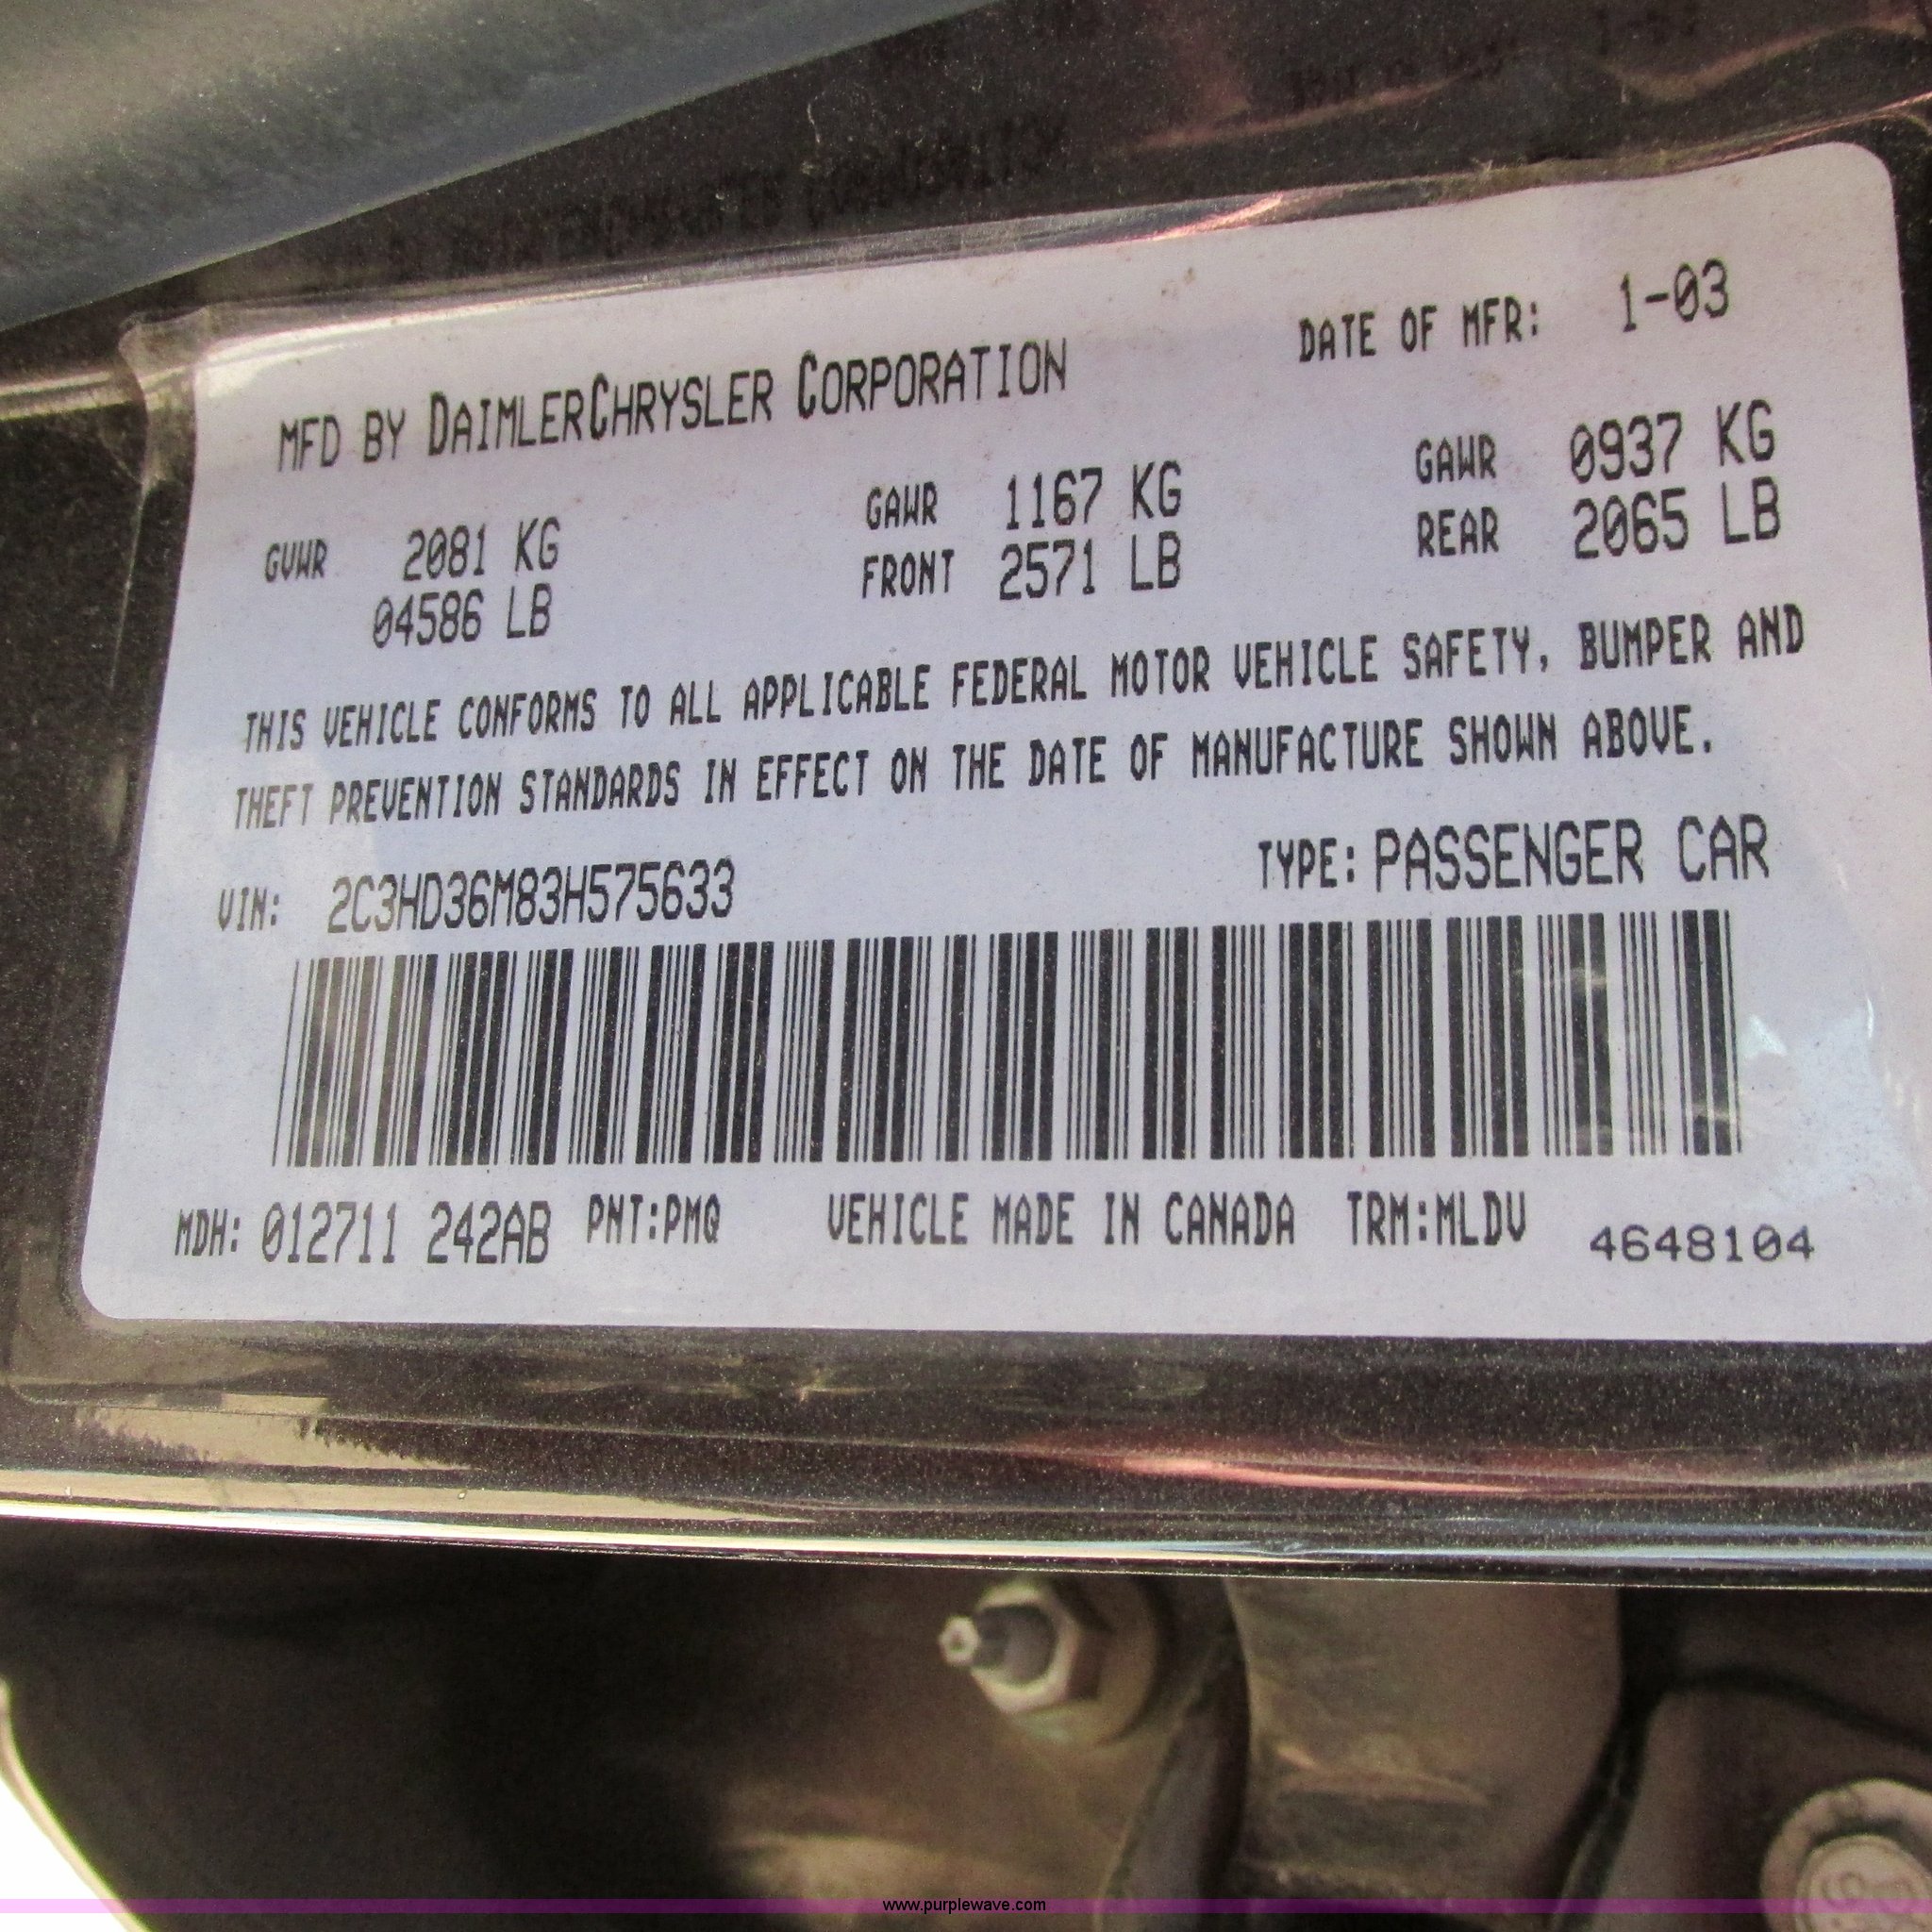 MFD BY DAIMLERCHRYSLER CORPORATION DATE OF MFR: 1-03
GVWR 2081 KG GAWR 1167 KG GAWR 0937 KG
04586 LB FRONT 2571 LB REAR 2065 LB
THIS VEHICLE CONFORMS TO ALL APPLICABLE FEDERAL MOTOR VEHICLE SAFETY, BUMPER AND
THEFT PREVENTION STANDARDS IN EFFECT ON THE DATE OF MANUFACTURE SHOWN ABOVE.
VIN: 2C3HD36M83H575633 TYPE: PASSENGER CAR
MDH: 012711 242AB PNT:PMQ VEHICLE MADE IN CANADA TRM:MLDV 4648104
www.purplewave.com